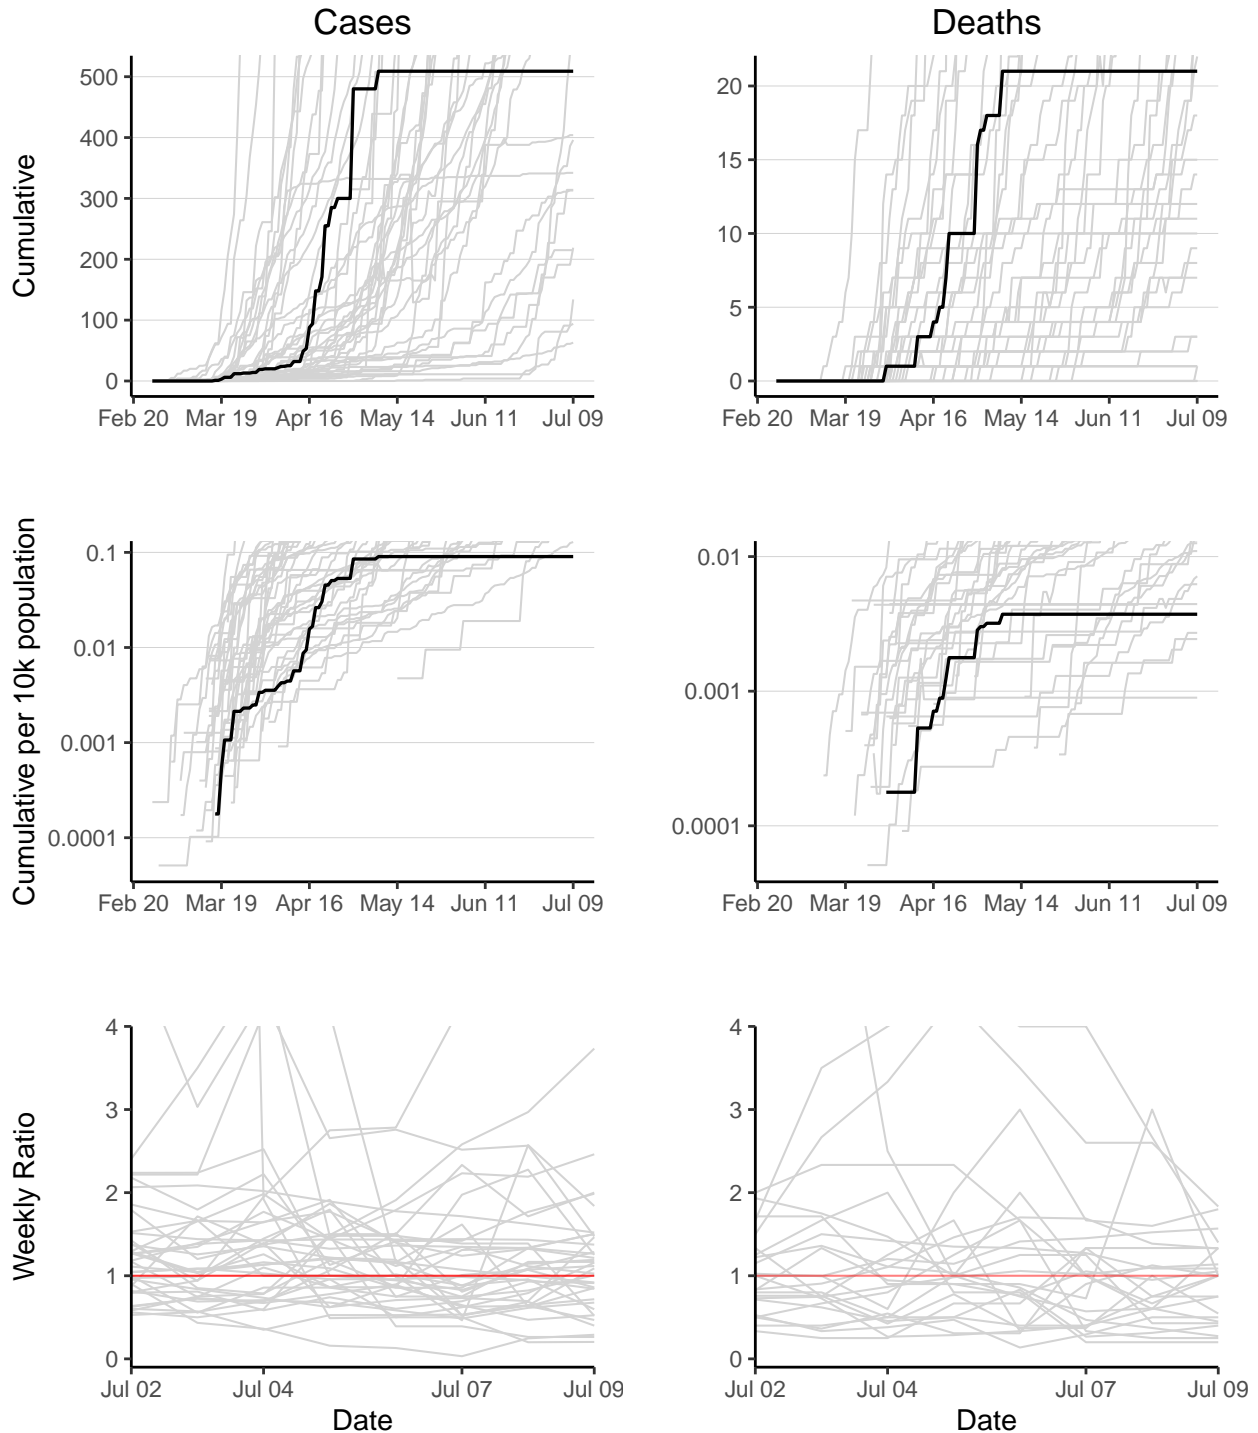 Cases
Deaths
Cumulative
500
400
300
200
100
0
Feb 20 Mar 19 Apr 16 May 14 Jun 11 Jul 09
20
15
10
5
0
Feb 20 Mar 19 Apr 16 May 14 Jun 11 Jul 09
Cumulative per 10k population
0.1
0.01
0.001
0.0001
Feb 20 Mar 19 Apr 16 May 14 Jun 11 Jul 09
0.01
0.001
0.0001
Feb 20 Mar 19 Apr 16 May 14 Jun 11 Jul 09
Weekly Ratio
4
3
2
1
0
Jul 02 Jul 04 Jul 07 Jul 09
Date
4
3
2
1
0
Jul 02 Jul 04 Jul 07 Jul 09
Date